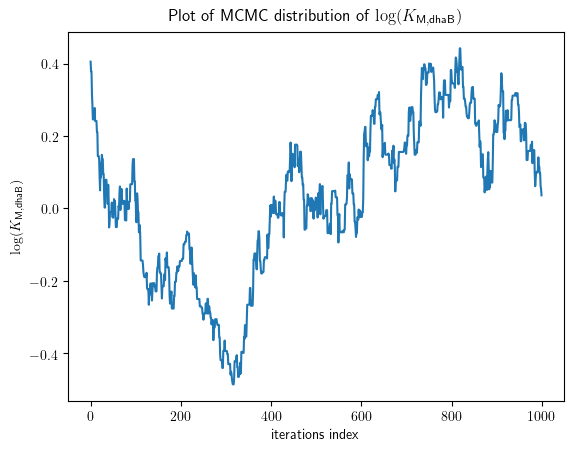 Plot of MCMC distribution of log(K_M,dhaB)
log(K_M,dhaB)
0.4
0.2
0.0
−0.2
−0.4
0 200 400 600 800 1000
iterations index